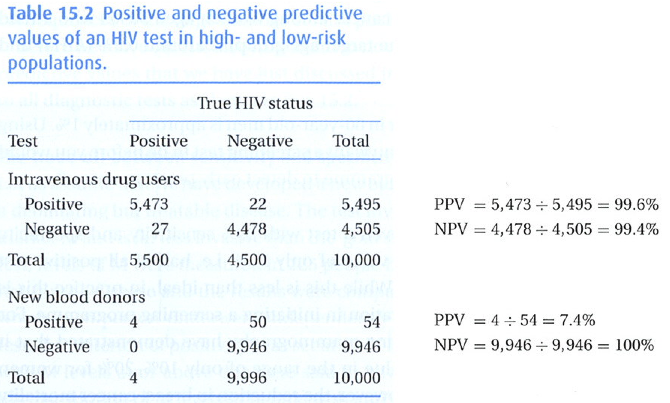 Table 15.2 Positive and negative predictive
values of an HIV test in high- and low-risk
populations.
True HIV status
Test Positive Negative Total
Intravenous drug users
Positive 5,473 22 5,495 PPV = 5,473 ÷ 5,495 = 99.6%
Negative 27 4,478 4,505 NPV = 4,478 ÷ 4,505 = 99.4%
Total 5,500 4,500 10,000
New blood donors
Positive 4 50 54 PPV = 4 ÷ 54 = 7.4%
Negative 0 9,946 9,946 NPV = 9,946 ÷ 9,946 = 100%
Total 4 9,996 10,000